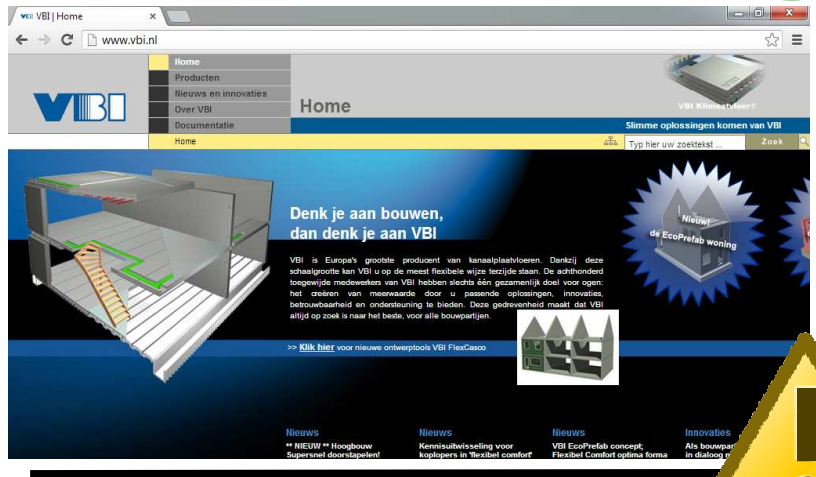 VBI | Home
www.vbi.nl
Home
Producten
Nieuws en innovaties
Over VBI
Documentatie
VBI
Home
VBI Klimaatvloer®
Slimme oplossingen komen van VBI
Home
Typ hier uw zoektekst ...
Zoek
Denk je aan bouwen,
dan denk je aan VBI
VBI is Europa's grootste producent van kanaalplaatvloeren. Dankzij deze
schaalgrootte kan VBI u op de meest flexibele wijze terzijde staan. De achthonderd
toegewijde medewerkers van VBI hebben slechts één gezamenlijk doel voor ogen:
het creëren van meerwaarde door u passende oplossingen, innovaties,
betrouwbaarheid en ondersteuning te bieden. Deze gedrevenheid maakt dat VBI
altijd op zoek is naar het beste, voor alle bouwpartijen.
Nieuw!
de EcoPrefab woning
>> Klik hier voor nieuwe ontwerptools VBI FlexCasco
Nieuws
** NIEUW ** Hoogbouw
Supersnel doorstapelen!
Nieuws
Kennisuitwisseling voor
koplopers in 'flexibel comfort'
Nieuws
VBI EcoPrefab concept;
Flexibel Comfort optima forma
Innovaties
Als
in dialoog